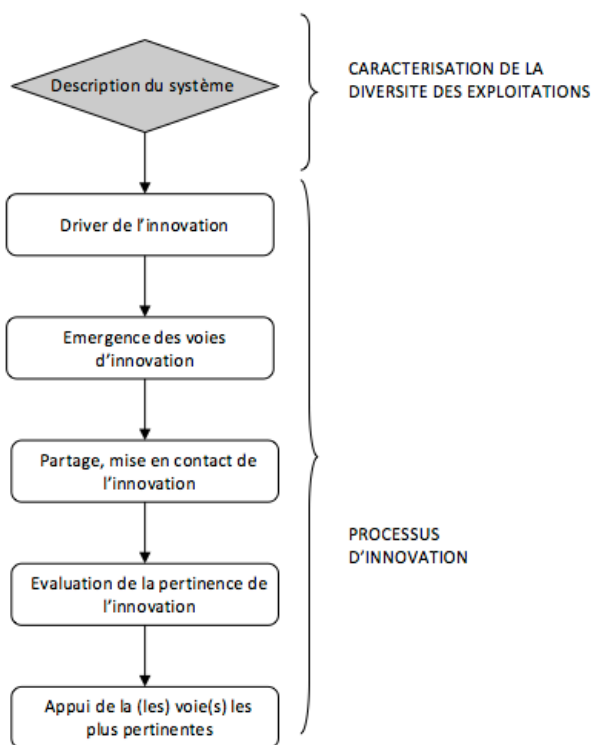 Description du système
CARACTERISATION DE LA
DIVERSITE DES EXPLOITATIONS
Driver de l’innovation
Emergence des voies
d’innovation
Partage, mise en contact de
l’innovation
Evaluation de la pertinence de
l’innovation
Appui de la (les) voie(s) les
plus pertinentes
PROCESSUS
D’INNOVATION